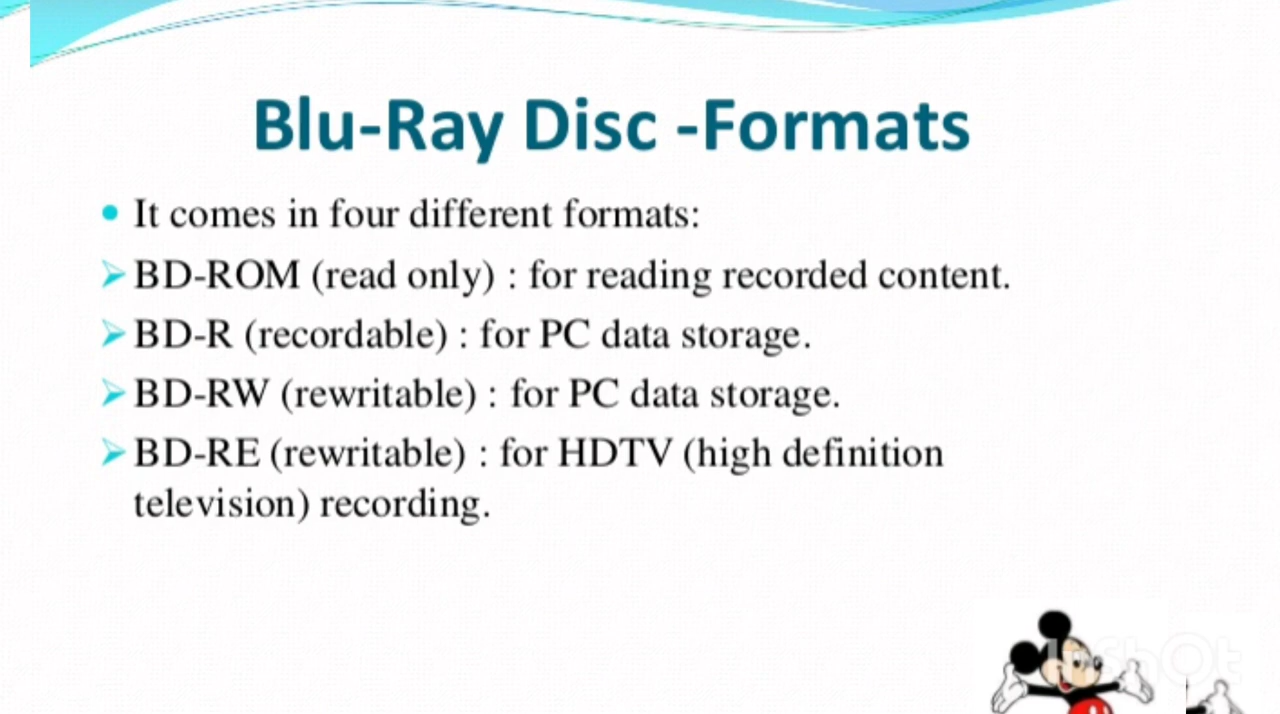 Blu-Ray Disc -Formats
It comes in four different formats:
BD-ROM (read only) : for reading recorded content.
BD-R (recordable) : for PC data storage.
BD-RW (rewritable) : for PC data storage.
BD-RE (rewritable) : for HDTV (high definition
television) recording.